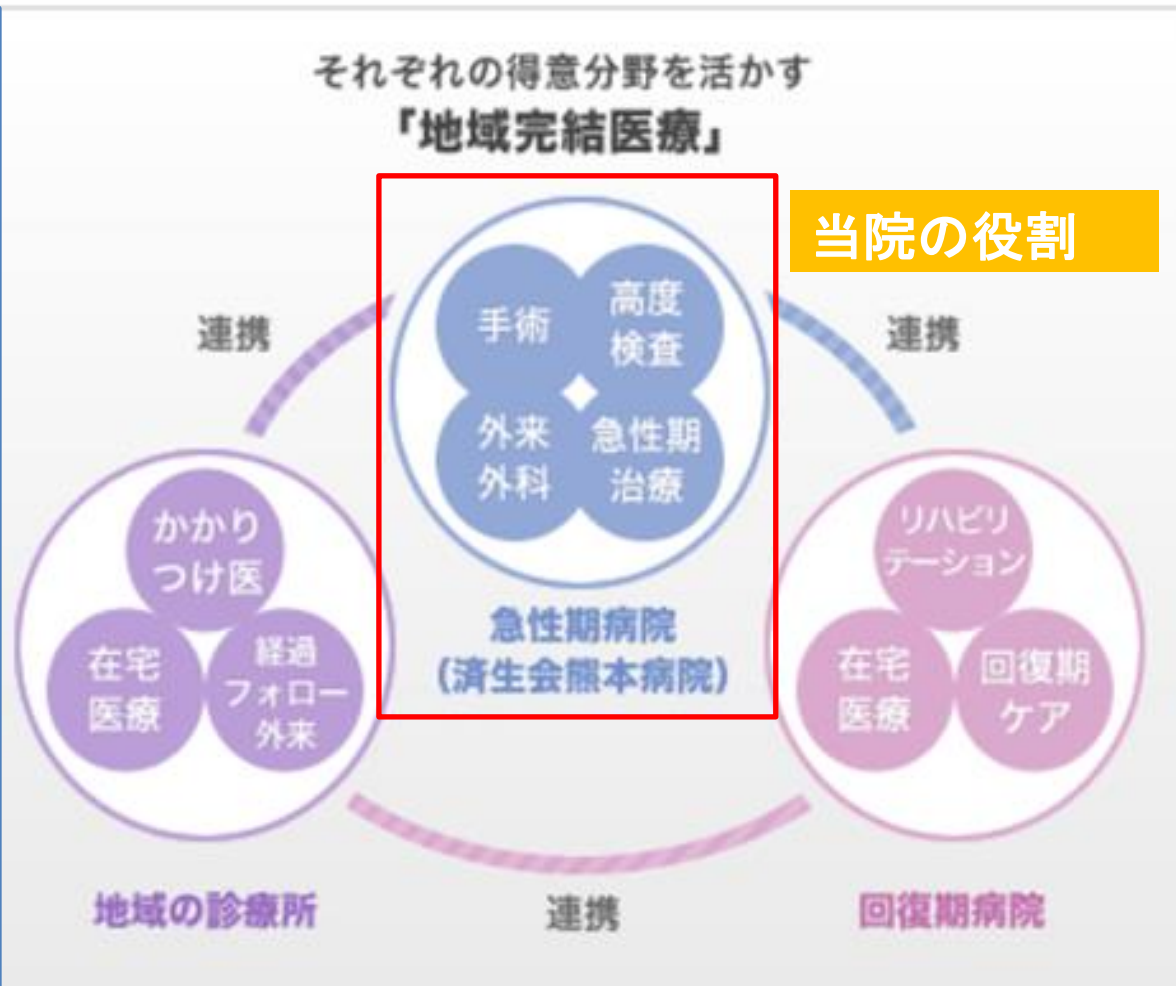 それぞれの得意分野を活かす
「地域完結医療」
当院の役割
連携
手術
高度
検査
外来
外科
急性期
治療
連携
急性期病院
(済生会熊本病院)
かかり
つけ医
在宅
医療
経過
フォロー
外来
地域の診療所
リハビリ
テーション
在宅
医療
回復期
ケア
回復期病院
連携